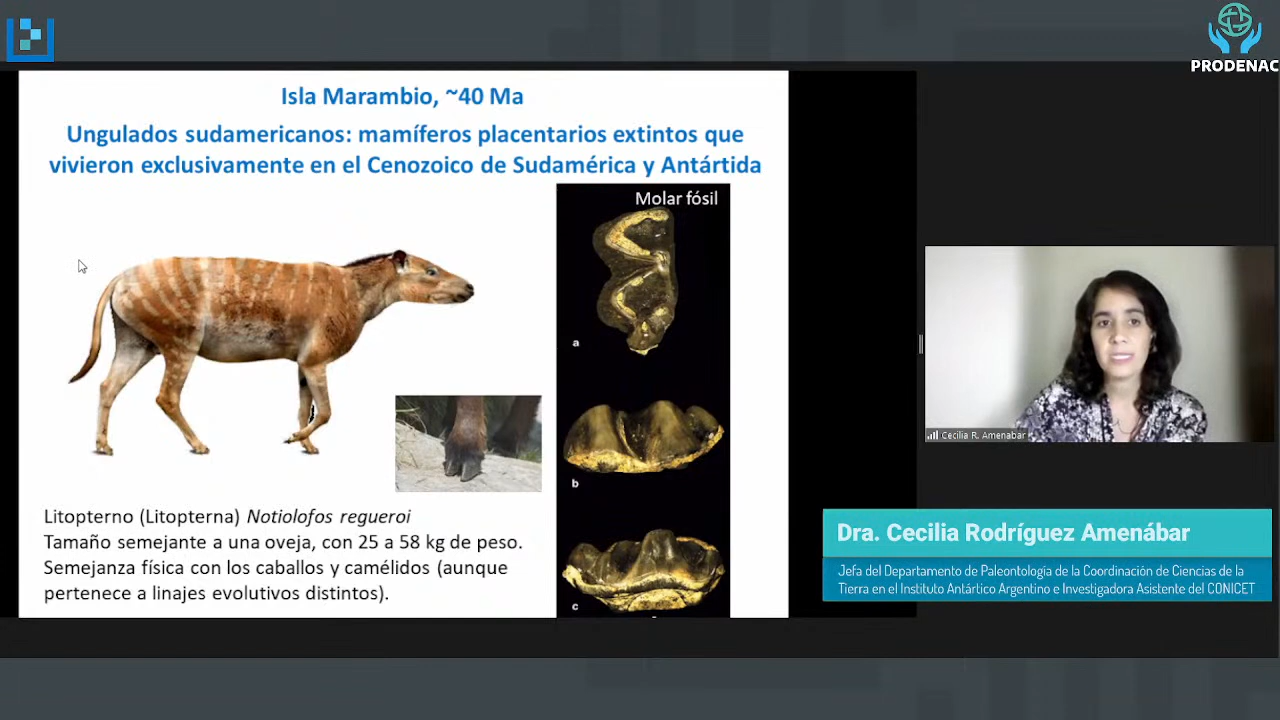 PRODENAC
Isla Marambio, ~40 Ma
Ungulados sudamericanos: mamíferos placentarios extintos que
vivieron exclusivamente en el Cenozoico de Sudamérica y Antártida
Molar fósil
a
b
c
Litopterno (Litopterna) Notiolofos regueroi
Tamaño semejante a una oveja, con 25 a 58 kg de peso.
Semejanza física con los caballos y camélidos (aunque
pertenece a linajes evolutivos distintos).
Cecilia R. Amenabar
Dra. Cecilia Rodríguez Amenábar
Jefa del Departamento de Paleontología de la Coordinación de Ciencias de la
Tierra en el Instituto Antártico Argentino e Investigadora Asistente del CONICET